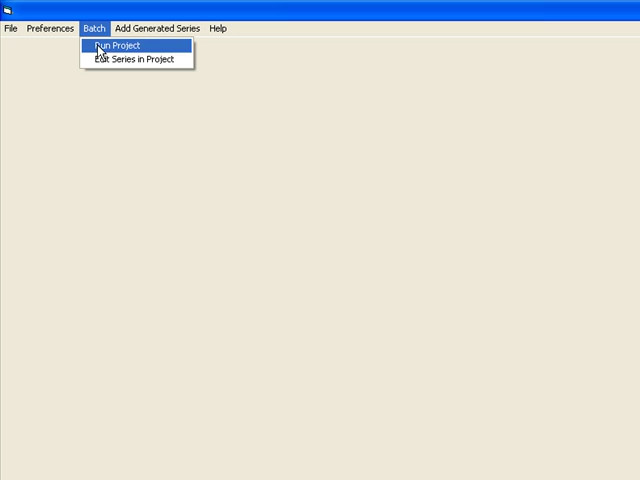 File Preferences Batch Add Generated Series Help
Run Project
Edit Series in Project